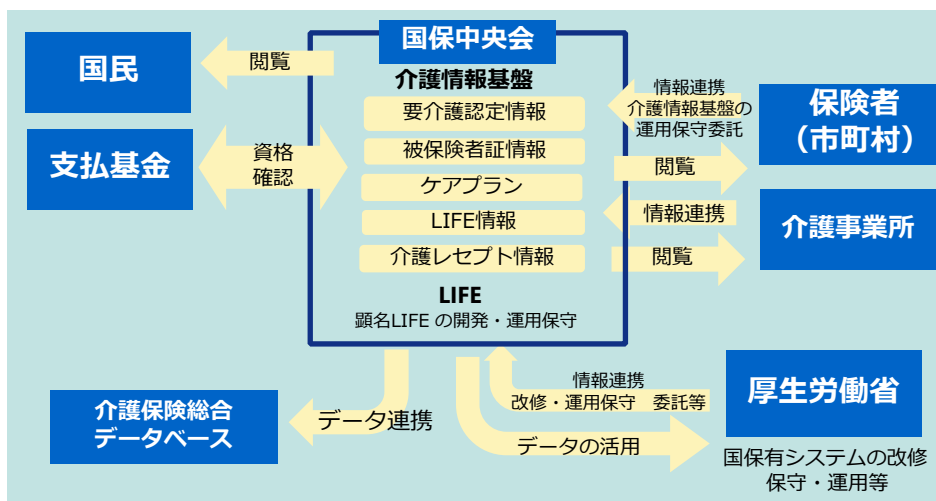 国保中央会
国民
閲覧
介護情報基盤
要介護認定情報
被保険者証情報
ケアプラン
LIFE情報
介護レセプト情報
LIFE
顕名LIFE の開発・運用保守
支払基金
資格
確認
情報連携
介護情報基盤の
運用保守委託
保険者
（市町村）
閲覧
情報連携
介護事業所
閲覧
介護保険総合
データベース
データ連携
情報連携
改修・運用保守　委託等
データの活用
厚生労働省
国保有システムの改修
保守・運用等